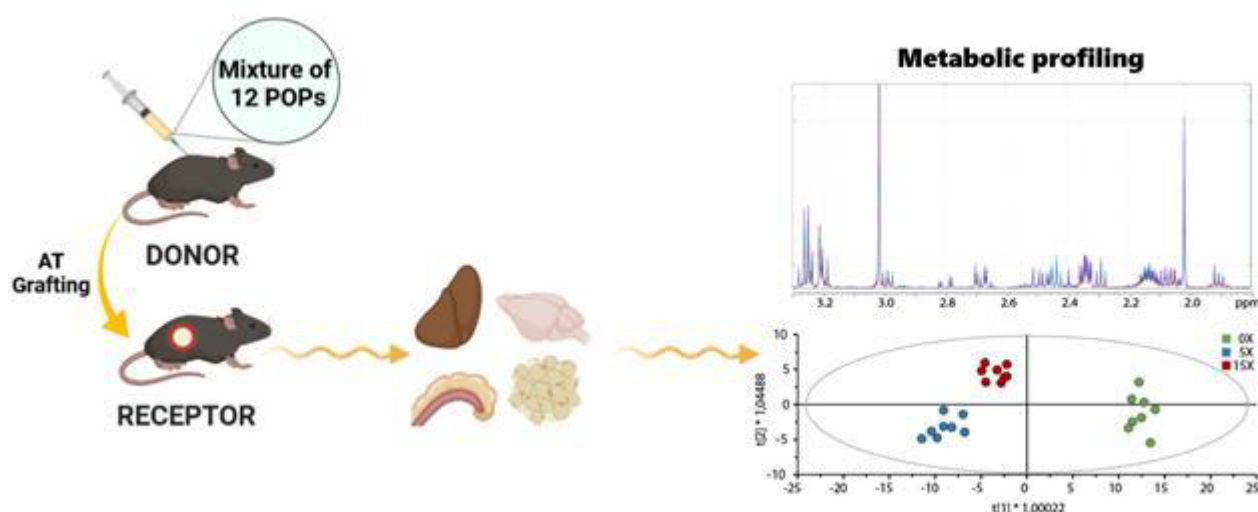 Mixture of
12 POPs
DONOR
AT
Grafting
RECEPTOR
Metabolic profiling
3.2 3.0 2.8 2.6 2.4 2.2 2.0 ppm
10
5
0
-5
-10
t[2] * 1,04488
0X
5X
15X
-25 -20 -15 -10 -5 0 5 10 15 20 25
t[1] * 1,00022